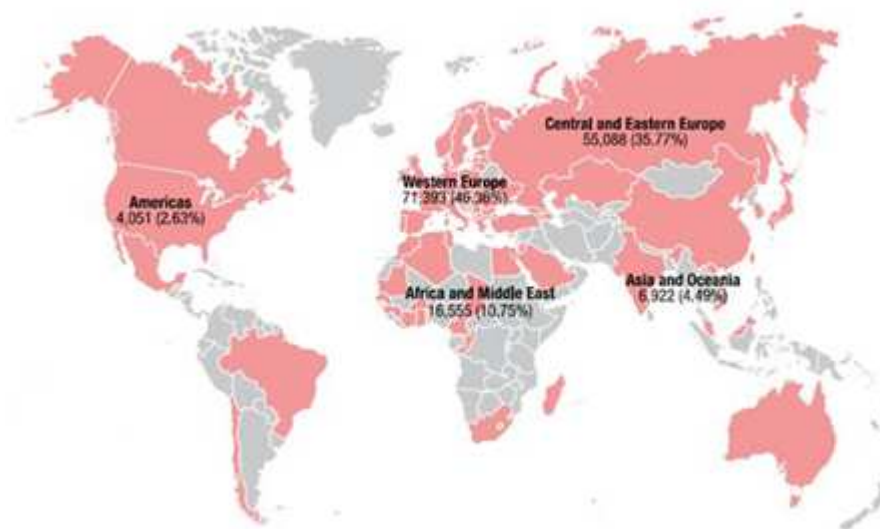 Central and Eastern Europe
55,088 (35.77%)
Western Europe
71,393 (46.36%)
Americas
4,051 (2.63%)
Asia and Oceania
6,922 (4.49%)
Africa and Middle East
16,555 (10.75%)